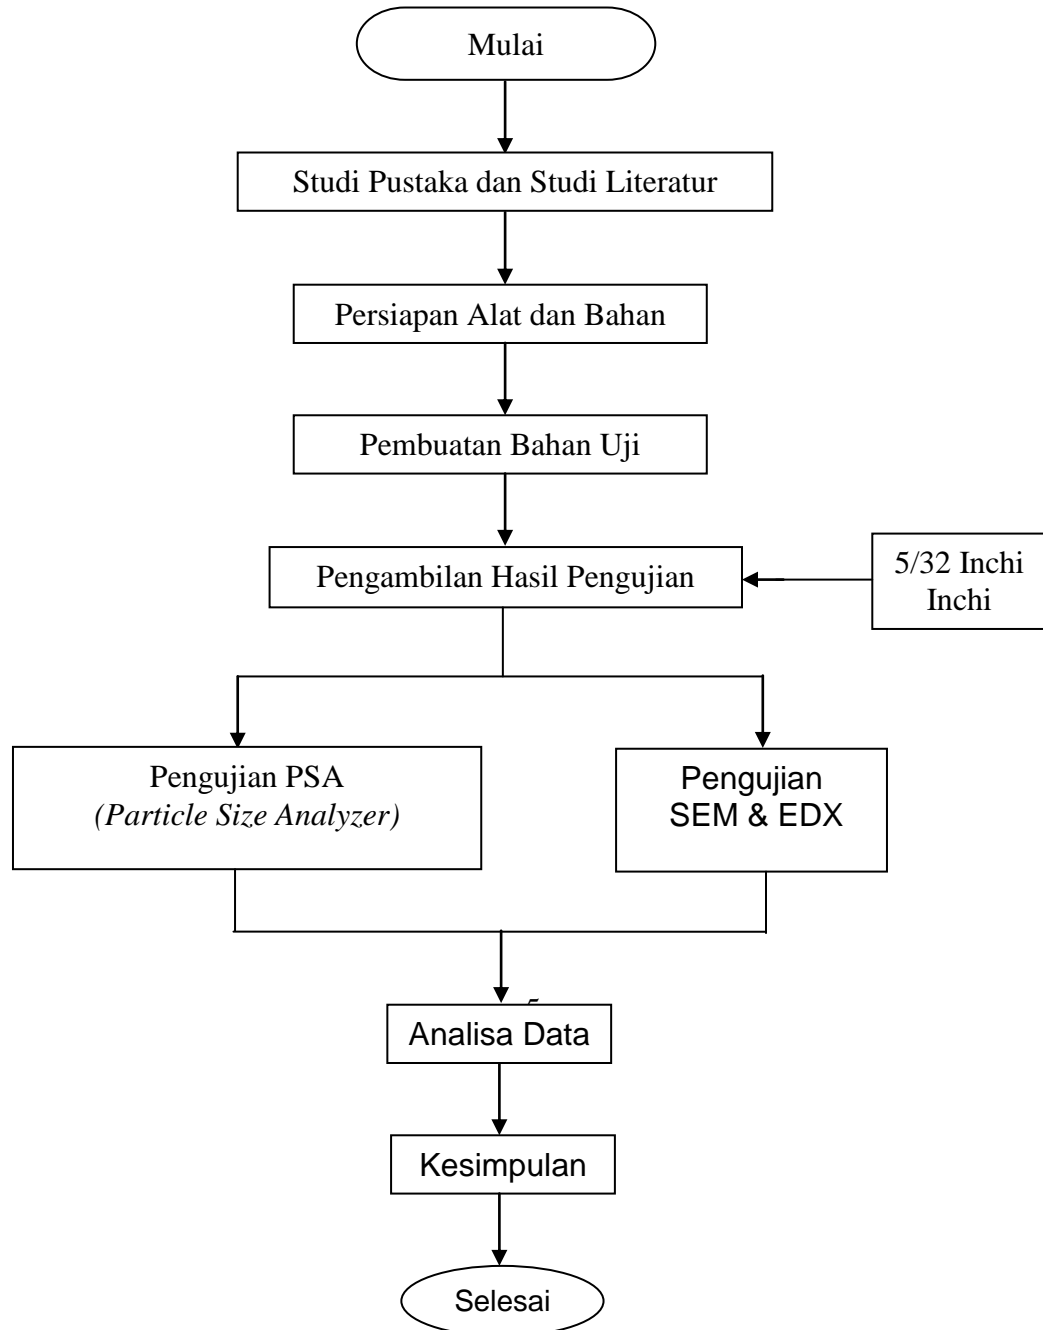 Mulai
Studi Pustaka dan Studi Literatur
Persiapan Alat dan Bahan
Pembuatan Bahan Uji
Pengambilan Hasil Pengujian
5/32 Inchi
Inchi
Pengujian PSA
(Particle Size Analyzer)
Pengujian
SEM & EDX
Analisa Data
Kesimpulan
Selesai